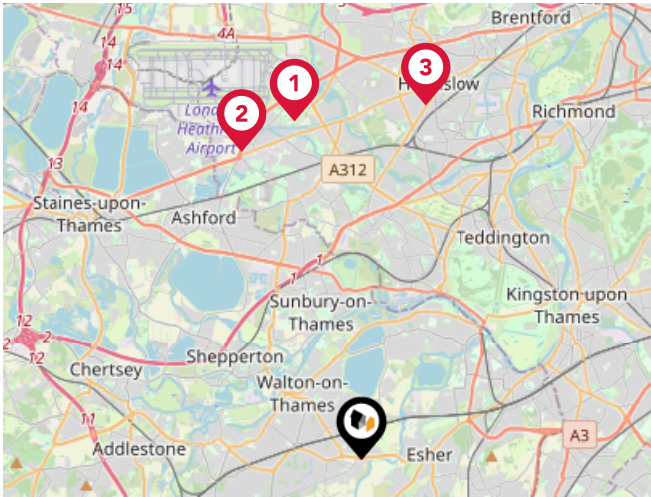 15
Brentford
14
4A
14
3
1
Hounslow
14
2
London
Heathrow
Airport
Richmond
13
A312
Staines-upon-
Thames
Ashford
Teddington
1
1
Sunbury-on-
Thames
Kingston upon
Thames
12
2
2
12
Shepperton
Chertsey
Walton-on-
Thames
11
A3
Addlestone
Esher